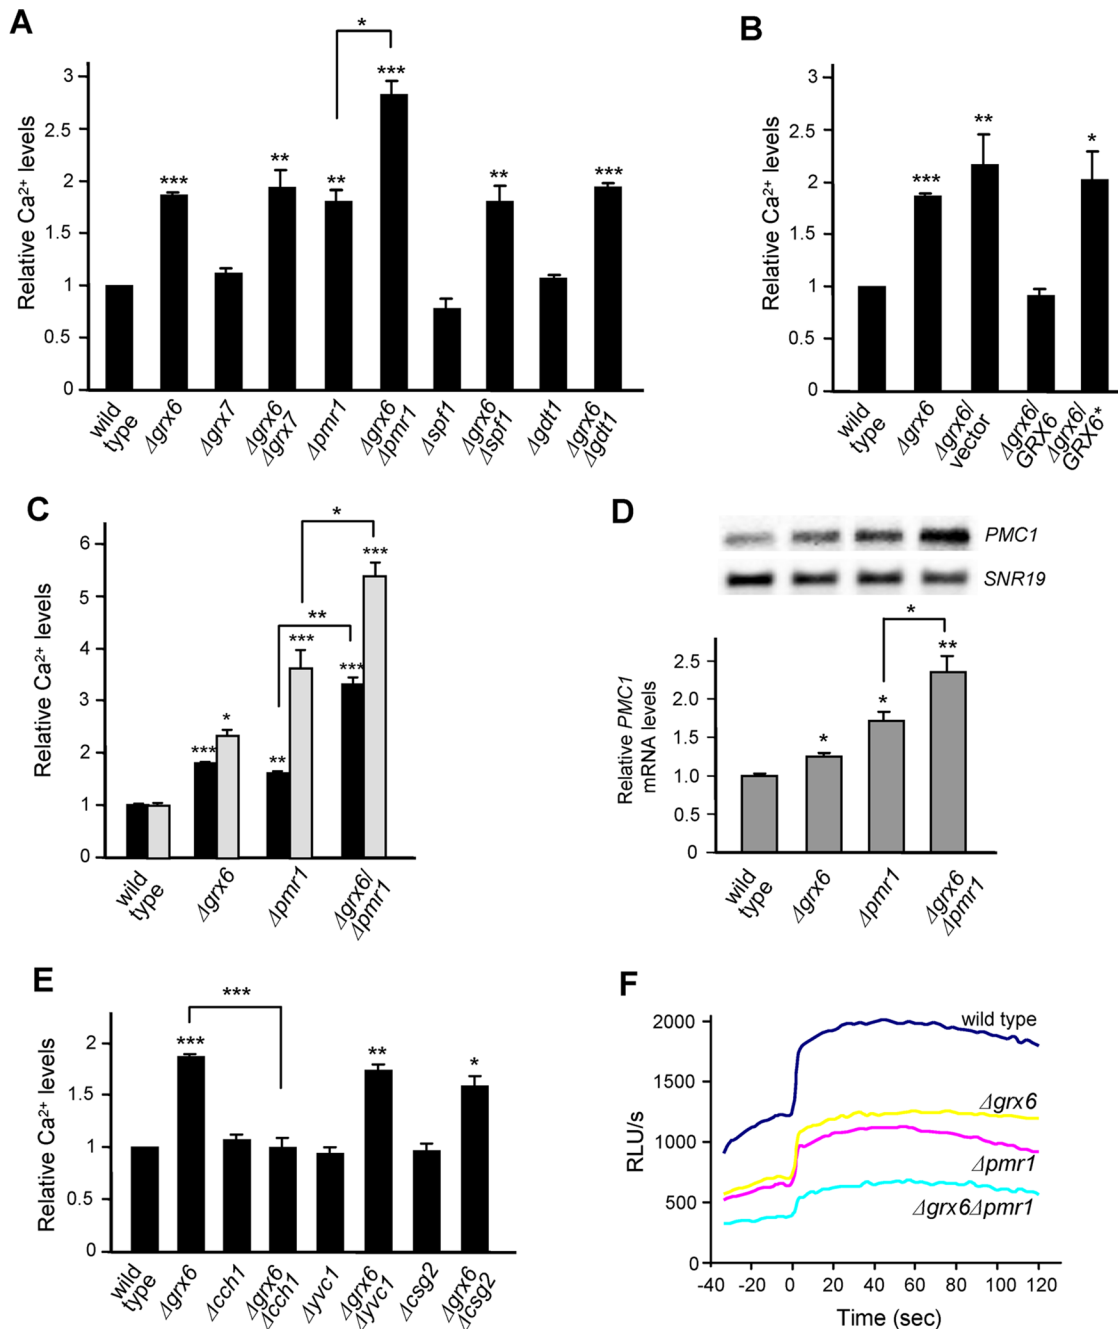 A
*
***
***
**
**
**
***
Relative Ca²⁺ levels
3
2.5
2
1.5
1
0.5
0
wild type
Δgrx6
Δgrx7
Δgrx6 Δgrx7
Δpmr1
Δgrx6 Δpmr1
Δspf1
Δgrx6 Δspf1
Δgdt1
Δgrx6 Δgdt1
B
***
**
*
Relative Ca²⁺ levels
3
2.5
2
1.5
1
0.5
0
wild type
Δgrx6
Δgrx6/ vector
Δgrx6/ GRX6
Δgrx6/ GRX6*
C
*
***
**
***
***
*
***
**
Relative Ca²⁺ levels
6
5
4
3
2
1
0
wild type
Δgrx6
Δpmr1
Δgrx6/ Δpmr1
D
PMC1
SNR19
*
**
*
*
Relative PMC1 mRNA levels
2.5
2.0
1.5
1.0
0.5
0
wild type
Δgrx6
Δpmr1
Δgrx6 Δpmr1
E
***
***
**
*
Relative Ca²⁺ levels
2
1.5
1
0.5
0
wild type
Δgrx6
Δcch1
Δgrx6 Δcch1
Δyvc1
Δgrx6 Δyvc1
Δcsg2
Δgrx6 Δcsg2
F
wild type
Δgrx6
Δpmr1
Δgrx6Δpmr1
RLU/s
2000
1500
1000
500
0
-40
-20
0
20
40
60
80
100
120
Time (sec)